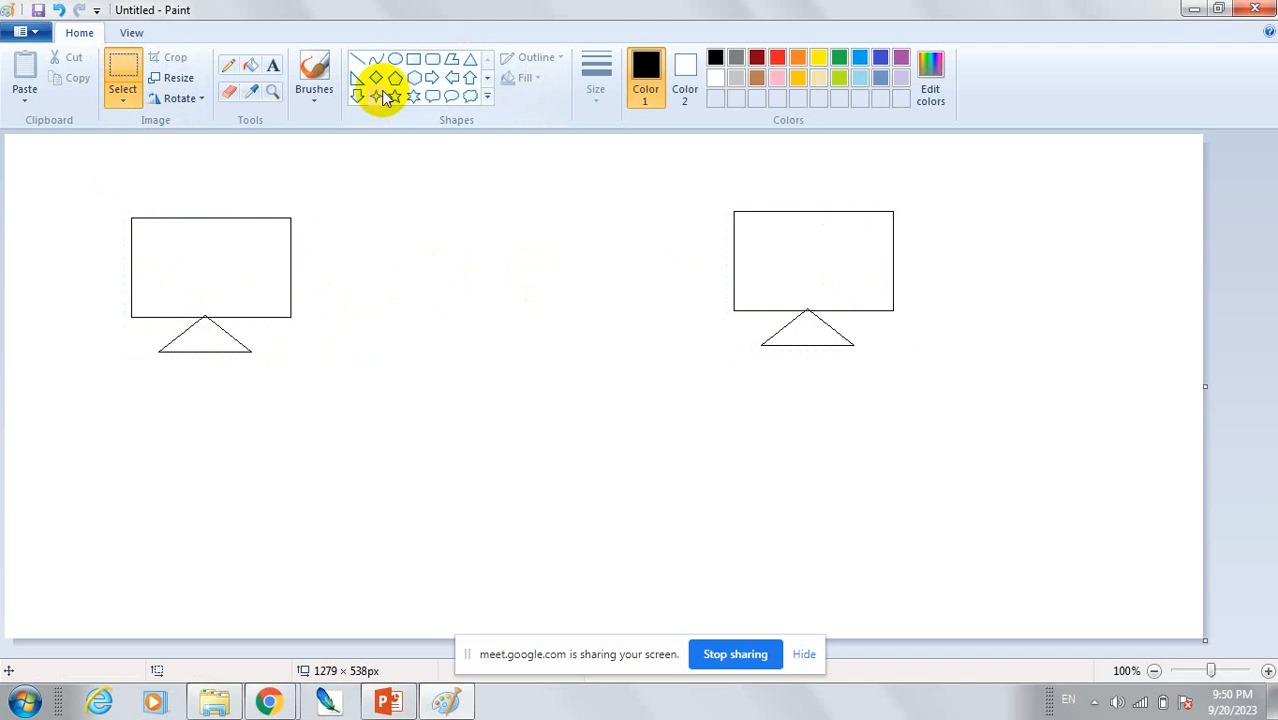 Untitled - Paint
Home
View
Paste
Cut
Copy
Clipboard
Select
Crop
Resize
Rotate
Image
Tools
Brushes
Shapes
Outline
Fill
Size
Color 1
Color 2
Edit colors
Colors
meet.google.com is sharing your screen.
Stop sharing
Hide
1279 × 538px
100%
EN
9:50 PM
9/20/2023